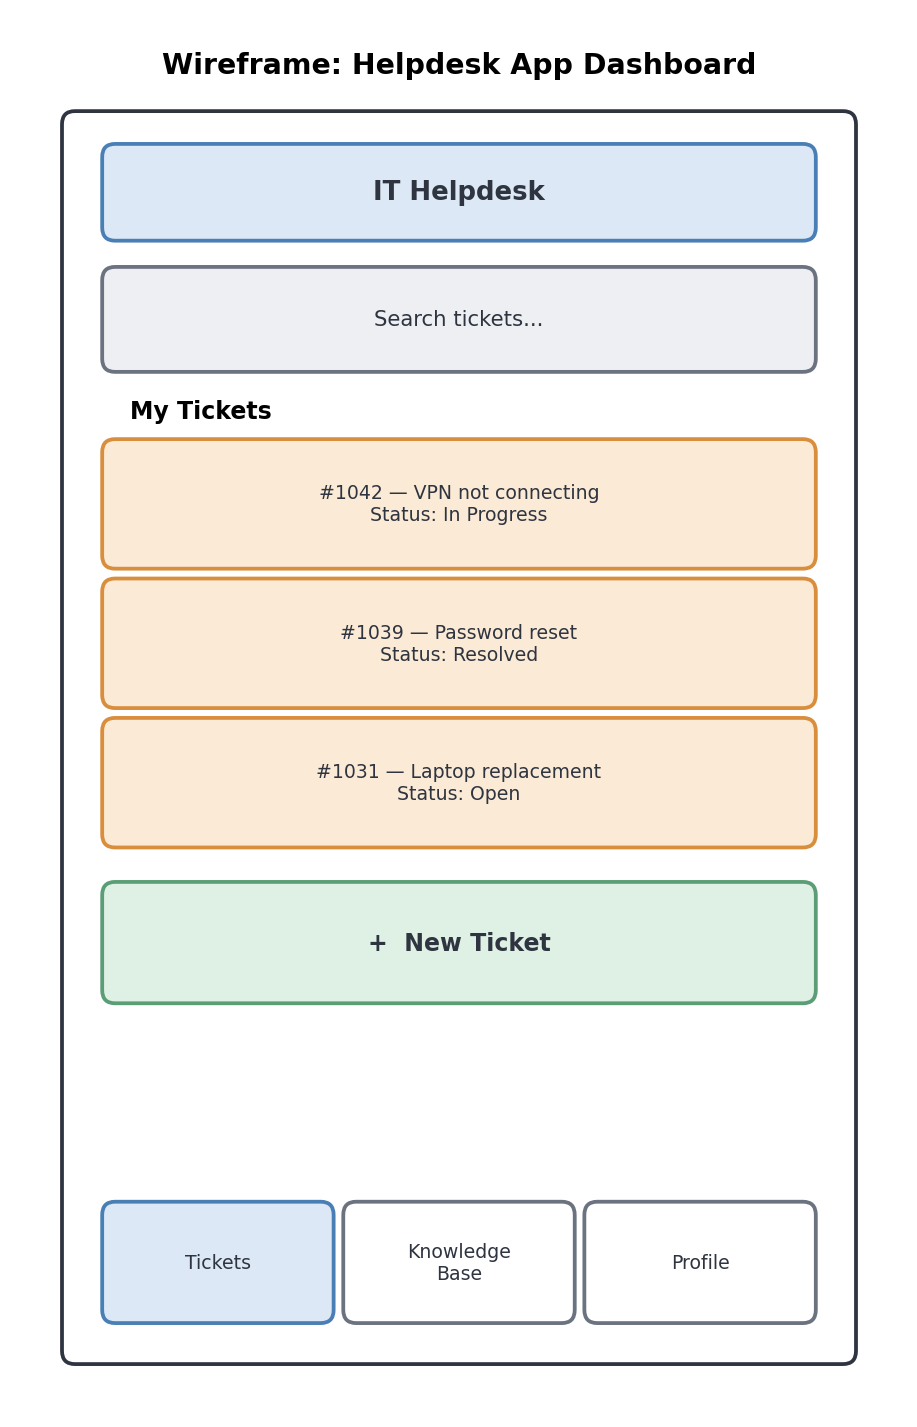 Wireframe: Helpdesk App Dashboard
IT Helpdesk
Search tickets...
My Tickets
#1042 — VPN not connecting
Status: In Progress
#1039 — Password reset
Status: Resolved
#1031 — Laptop replacement
Status: Open
+ New Ticket
Tickets
Knowledge
Base
Profile